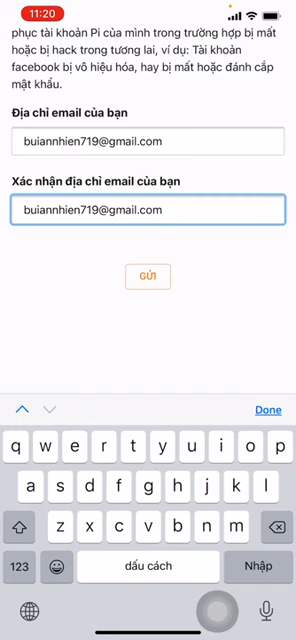 11:20
phục tài khoản Pi của mình trong trường hợp bị mất
hoặc bị hack trong tương lai, ví dụ: Tài khoản
facebook bị vô hiệu hóa, hay bị mất hoặc đánh cắp
mật khẩu.
Địa chỉ email của bạn
buiannhien719@gmail.com
Xác nhận địa chỉ email của bạn
buiannhien719@gmail.com
GỬI
Done
q w e r t y u i o p
a s d f g h j k l
z x c v b n m
123 dấu cách Nhập